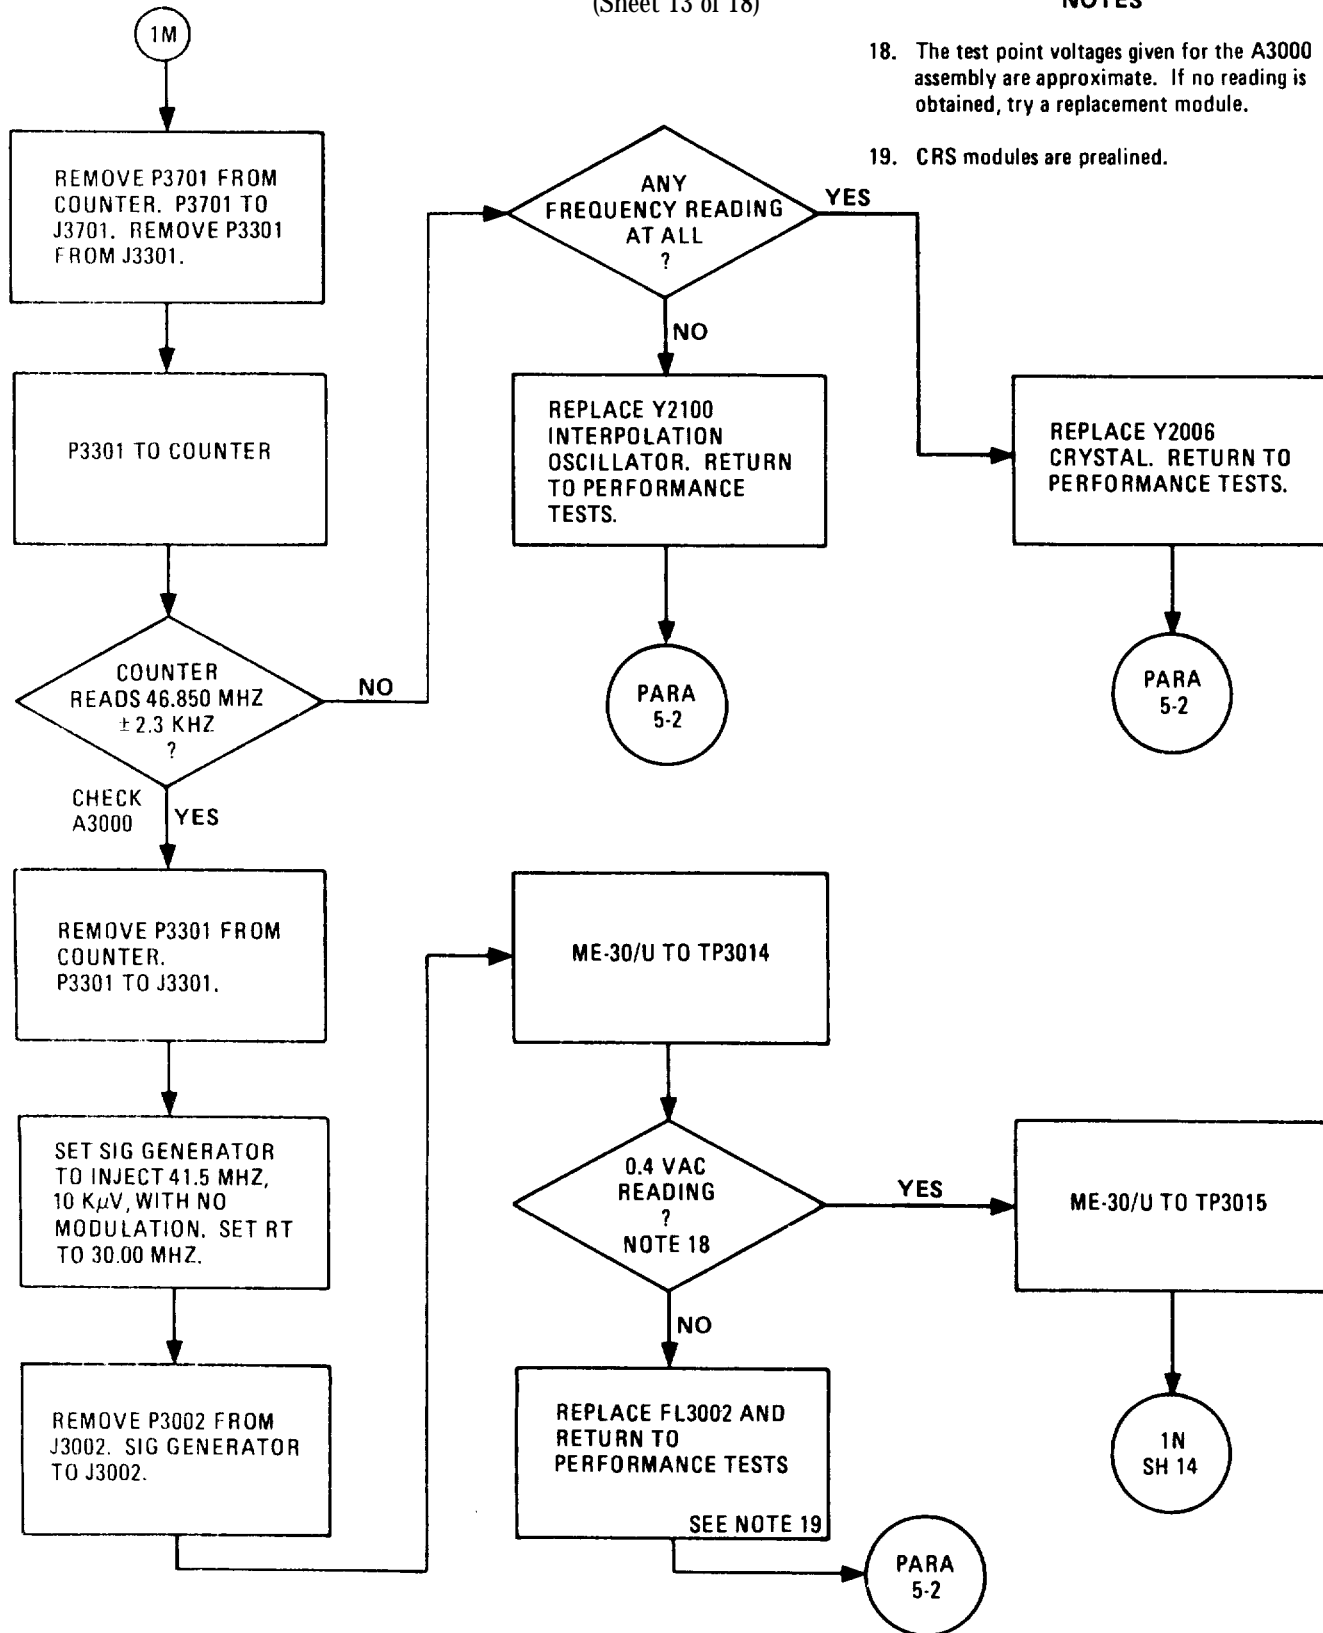 (Sheet 13 of 18)
NOTES
18. The test point voltages given for the A3000
assembly are approximate. If no reading is
obtained, try a replacement module.
19. CRS modules are prealined.
1M
REMOVE P3701 FROM
COUNTER. P3701 TO
J3701. REMOVE P3301
FROM J3301.
P3301 TO COUNTER
COUNTER
READS 46.850 MHZ
± 2.3 KHZ
?
NO
CHECK
A3000
YES
ANY
FREQUENCY READING
AT ALL
?
YES
NO
REPLACE Y2100
INTERPOLATION
OSCILLATOR. RETURN
TO PERFORMANCE
TESTS.
PARA
5-2
REPLACE Y2006
CRYSTAL. RETURN TO
PERFORMANCE TESTS.
PARA
5-2
REMOVE P3301 FROM
COUNTER.
P3301 TO J3301.
SET SIG GENERATOR
TO INJECT 41.5 MHZ,
10 KμV, WITH NO
MODULATION. SET RT
TO 30.00 MHZ.
REMOVE P3002 FROM
J3002. SIG GENERATOR
TO J3002.
ME-30/U TO TP3014
0.4 VAC
READING
?
NOTE 18
YES
NO
REPLACE FL3002 AND
RETURN TO
PERFORMANCE TESTS
SEE NOTE 19
PARA
5-2
ME-30/U TO TP3015
1N
SH 14